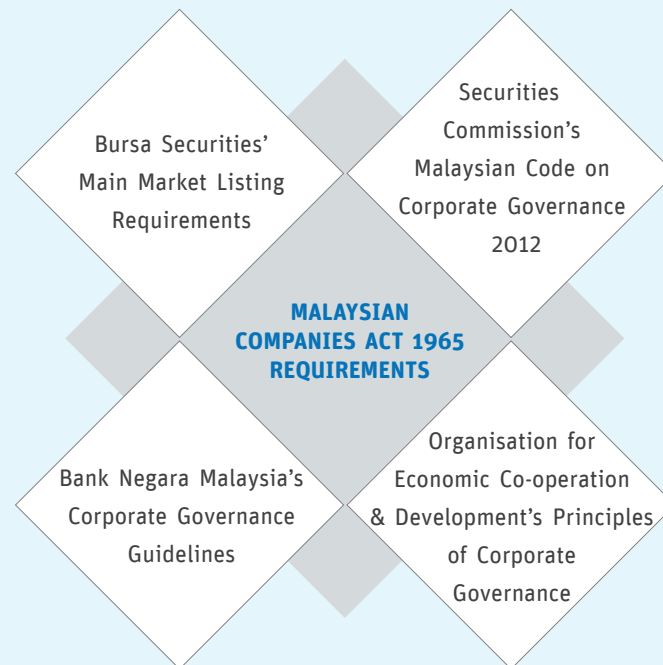 Bursa Securities’
Main Market Listing
Requirements
Securities
Commission’s
Malaysian Code on
Corporate Governance
2012
MALAYSIAN
COMPANIES ACT 1965
REQUIREMENTS
Bank Negara Malaysia’s
Corporate Governance
Guidelines
Organisation for
Economic Co-operation
& Development’s Principles
of Corporate
Governance